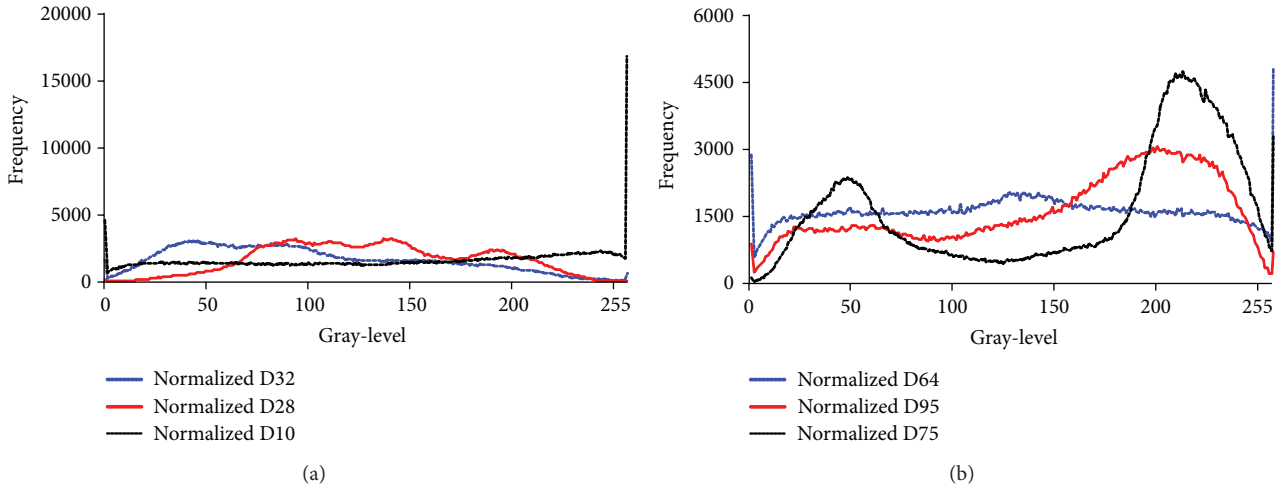 20000
15000
10000
5000
0
Frequency
0 50 100 150 200 255
Gray-level
Normalized D32
Normalized D28
Normalized D10
(a)
6000
4500
3000
1500
0
Frequency
0 50 100 150 200 255
Gray-level
Normalized D64
Normalized D95
Normalized D75
(b)